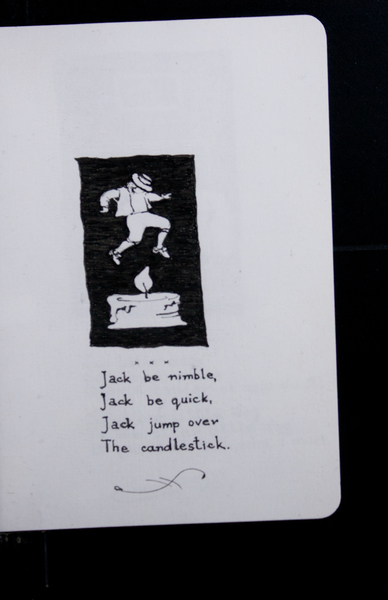 x x x
Jack be nimble,
Jack be quick,
Jack jump over
The candlestick.